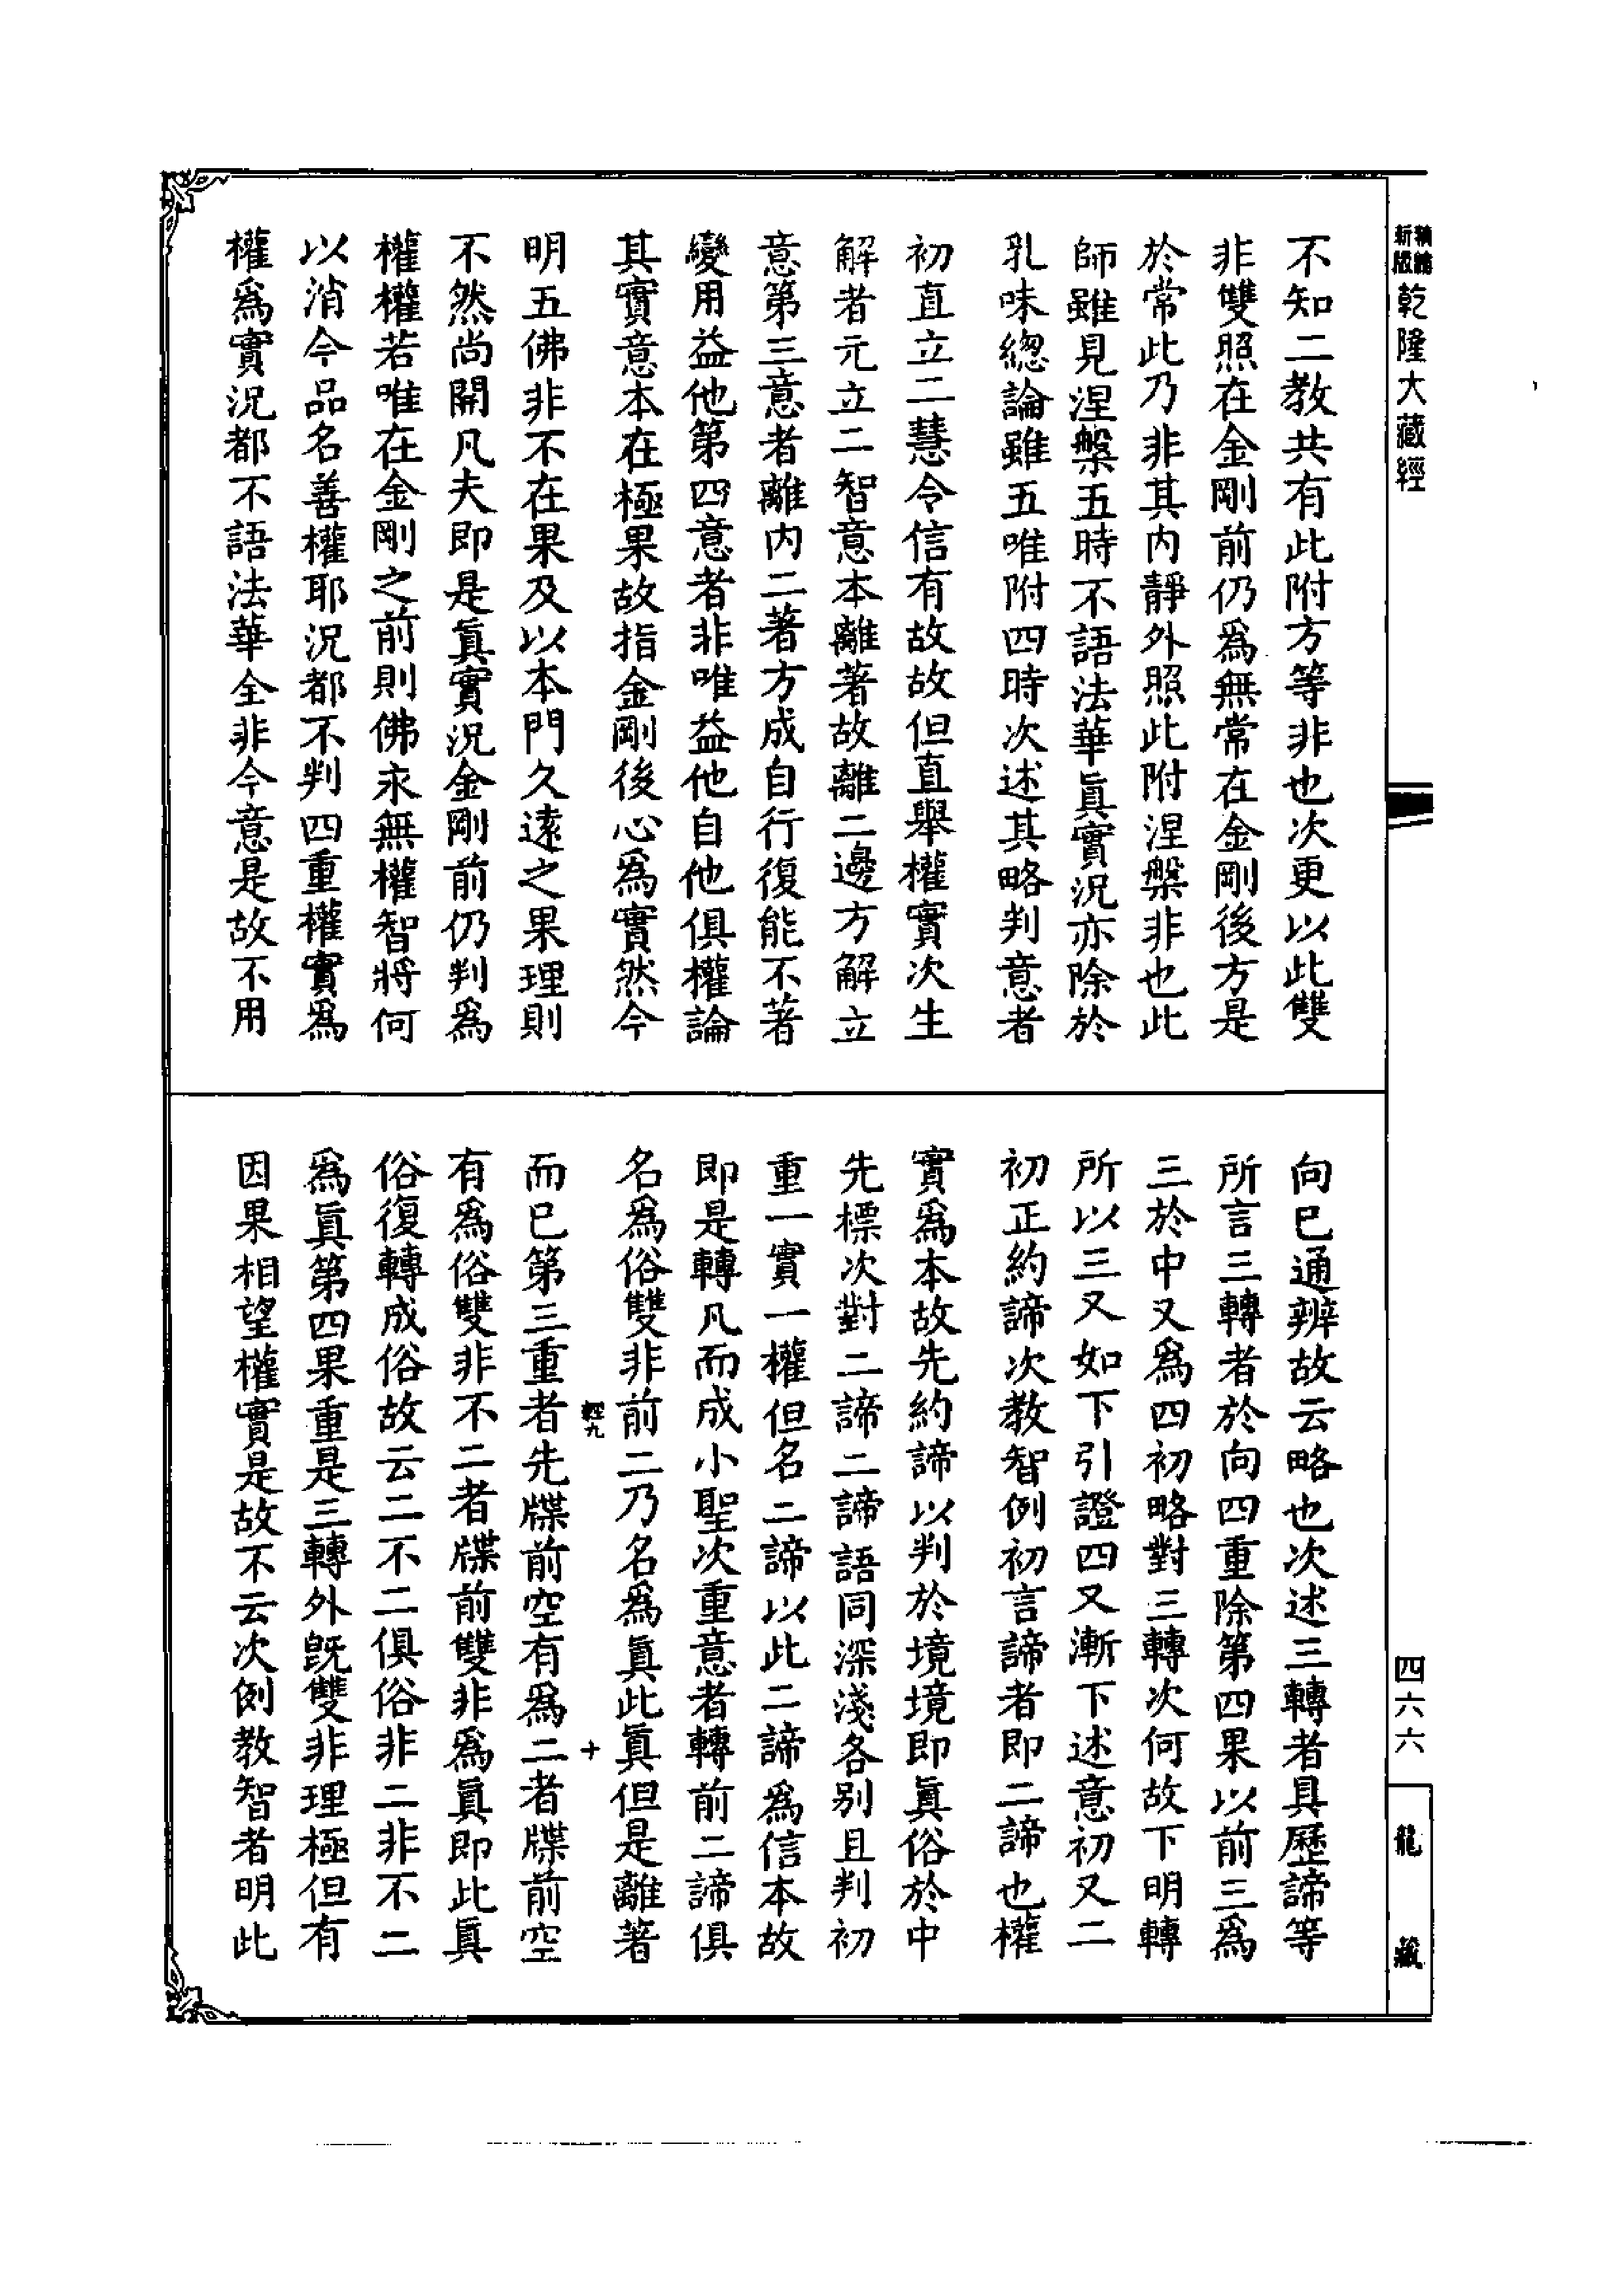 新版
精縮
乾隆大藏經
不知二教共有此附方等非也次更以此雙
非雙照在金剛前仍爲無常在金剛後方是
於常此乃非其內靜外照此附涅槃非也此
師雖見涅槃五時不語法華眞實況亦除於
乳味總論雖五唯附四時次述其略判意者
初直立二慧令信有故故但直舉權實次生
解者元立二智意本離著故離二邊方解立
意第三意者離內二著方成自行復能不著
變用益他第四意者非唯益他自他俱權論
其實意本在極果故指金剛後心爲實然今
明五佛非不在果及以本門久遠之果理則
不然尚開凡夫即是眞實況金剛前仍判爲
權權若唯在金剛之前則佛永無權智將何
以消今品名善權耶況都不判四重權實爲
權爲實況都不語法華全非今意是故不用
向巳通辨故云略也次述三轉者具歷諦等
所言三轉者於向四重除第四果以前三爲
三於中又爲四初略對三轉次何故下明轉
所以三又如下引證四又漸下述意初又二
初正約諦次教智例初言諦者即二諦也權
實爲本故先約諦以判於境境即眞俗於中
先標次對二諦二諦語同深淺各別且判初
重一實一權但名二諦以此二諦爲信本故
即是轉凡而成小聖次重意者轉前二諦俱
名爲俗雙非前二乃名爲眞此眞但是離著
而巳第三重者先牒前空有爲二者牒前空
有爲俗雙非不二者牒前雙非爲眞即此眞
俗復轉成俗故云二不二俱俗非二非不二
爲眞第四果重是三轉外既雙非理極但有
因果相望權實是故不云次例教智者明此
四六六
龍藏